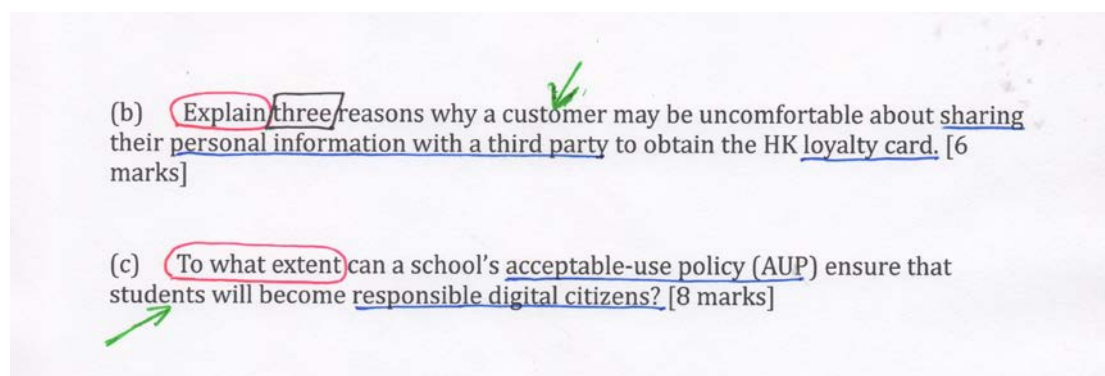 (b) Explain three reasons why a customer may be uncomfortable about sharing
their personal information with a third party to obtain the HK loyalty card. [6
marks]
(c) To what extent can a school's acceptable-use policy (AUP) ensure that
students will become responsible digital citizens? [8 marks]